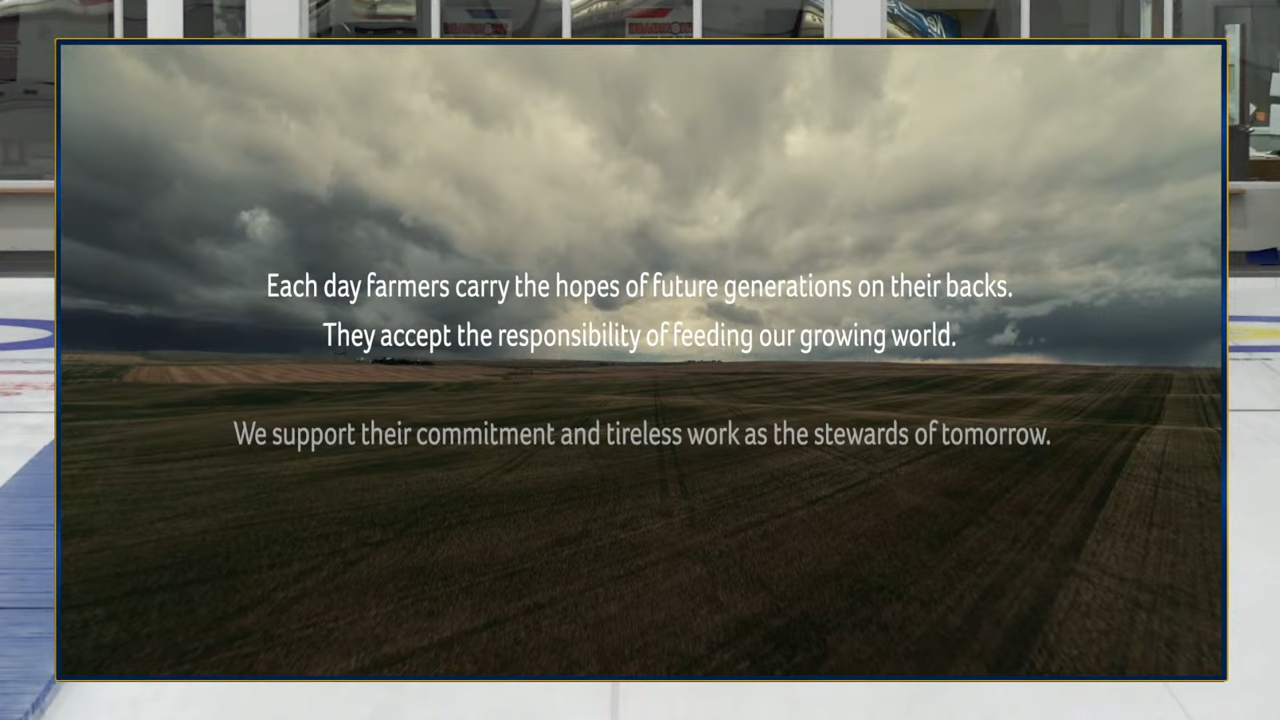 Each day farmers carry the hopes of future generations on their backs.
They accept the responsibility of feeding our growing world.
We support their commitment and tireless work as the stewards of tomorrow.